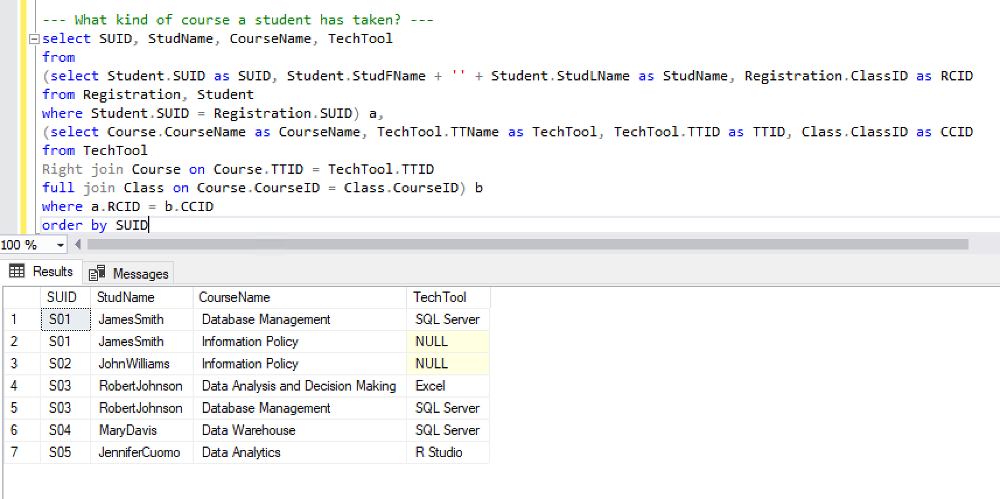 --- What kind of course a student has taken? ---
select SUID, StudName, CourseName, TechTool
from
(select Student.SUID as SUID, Student.StudFName + '' + Student.StudLName as StudName, Registration.ClassID as RCID
from Registration, Student
where Student.SUID = Registration.SUID) a,
(select Course.CourseName as CourseName, TechTool.TTName as TechTool, TechTool.TTID as TTID, Class.ClassID as CCID
from TechTool
Right join Course on Course.TTID = TechTool.TTID
full join Class on Course.CourseID = Class.CourseID) b
where a.RCID = b.CCID
order by SUID
100 %
Results Messages
SUID StudName CourseName TechTool
1 S01 JamesSmith Database Management SQL Server
2 S01 JamesSmith Information Policy NULL
3 S02 JohnWilliams Information Policy NULL
4 S03 RobertJohnson Data Analysis and Decision Making Excel
5 S03 RobertJohnson Database Management SQL Server
6 S04 MaryDavis Data Warehouse SQL Server
7 S05 JenniferCuomo Data Analytics R Studio